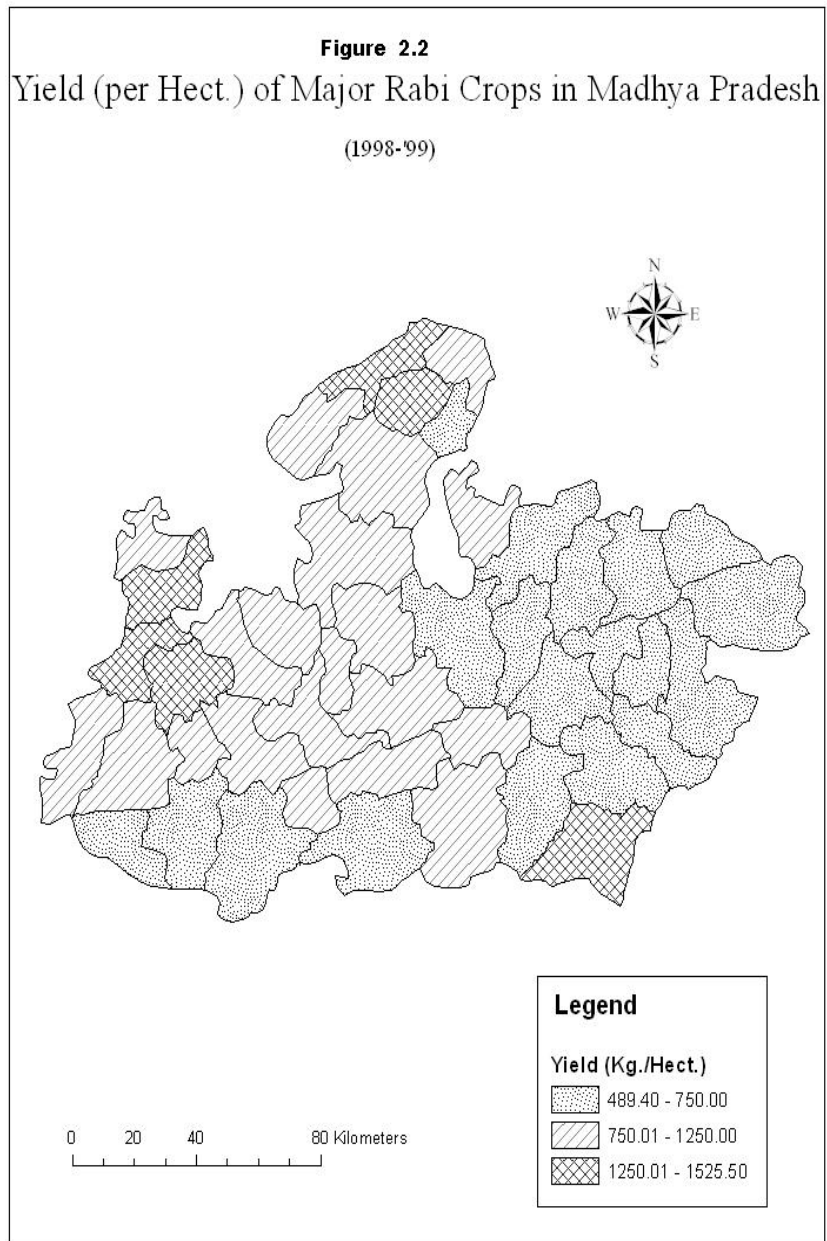 Figure 2.2
Yield (per Hect.) of Major Rabi Crops in Madhya Pradesh
(1998-'99)
N
W E
S
Legend
Yield (Kg./Hect.)
489.40 - 750.00
750.01 - 1250.00
1250.01 - 1525.50
0 20 40 80 Kilometers